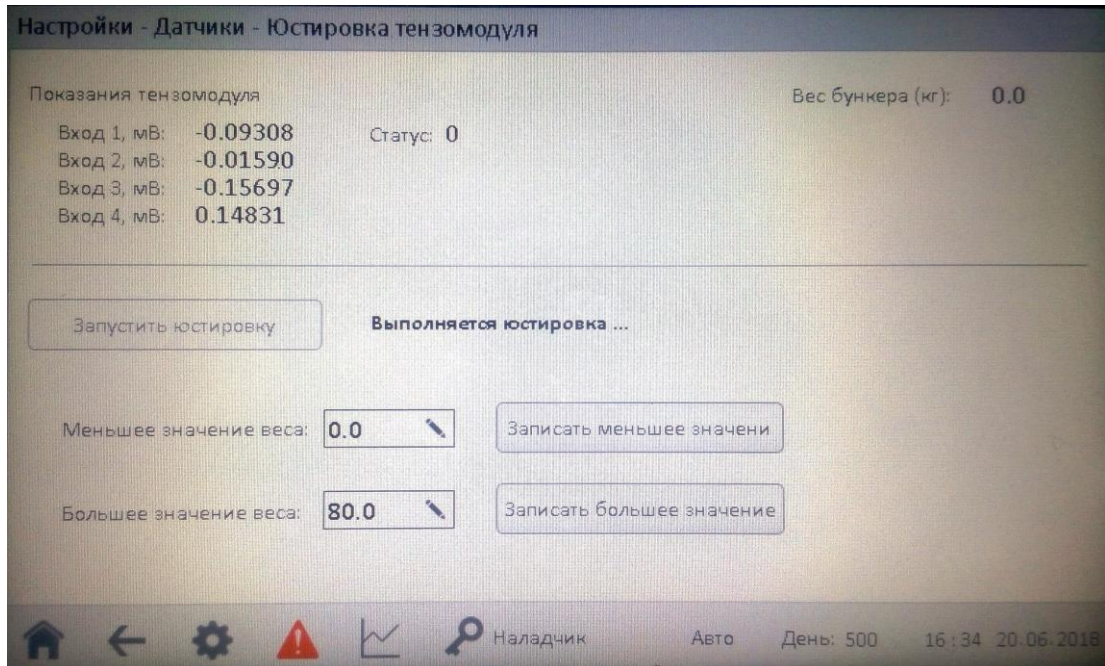 Настройки - Датчики - Юстировка тензомодуля
Показания тензомодуля
Вес бункера (кг): 0.0
Вход 1, мВ: -0.09308
Статус: 0
Вход 2, мВ: -0.01590
Вход 3, мВ: -0.15697
Вход 4, мВ: 0.14831
Запустить юстировку
Выполняется юстировка ...
Меньшее значение веса: 0.0
Записать меньшее значени
Большее значение веса: 80.0
Записать большее значение
Наладчик Авто День: 500 16:34 20.06.2018